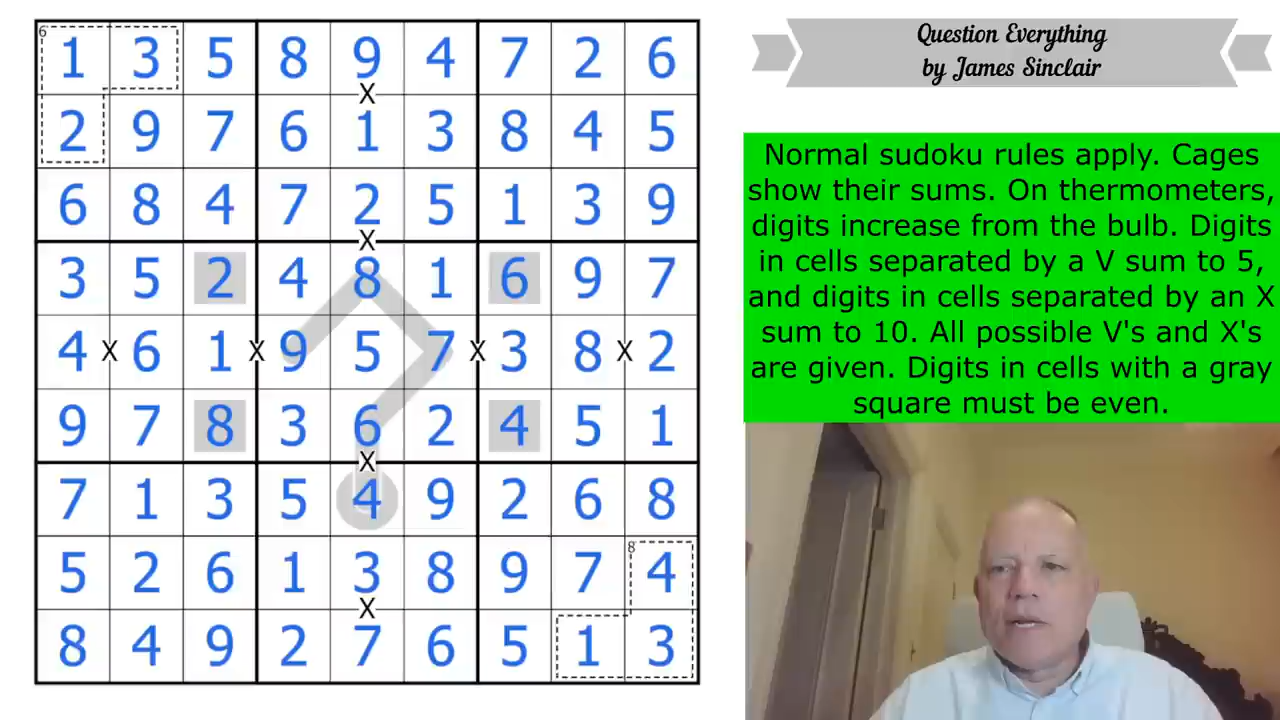 Question Everything
by James Sinclair
Normal sudoku rules apply. Cages
show their sums. On thermometers,
digits increase from the bulb. Digits
in cells separated by a V sum to 5,
and digits in cells separated by an X
sum to 10. All possible V's and X's
are given. Digits in cells with a gray
square must be even.
6
1 3 5 8 9 4 7 2 6
X
2 9 7 6 1 3 8 4 5
6 8 4 7 2 5 1 3 9
X
3 5 2 4 8 1 6 9 7
4 X 6 1 X 9 5 7 X 3 8 X 2
9 7 8 3 6 2 4 5 1
X
7 1 3 5 4 9 2 6 8
8
5 2 6 1 3 8 9 7 4
X
8 4 9 2 7 6 5 1 3